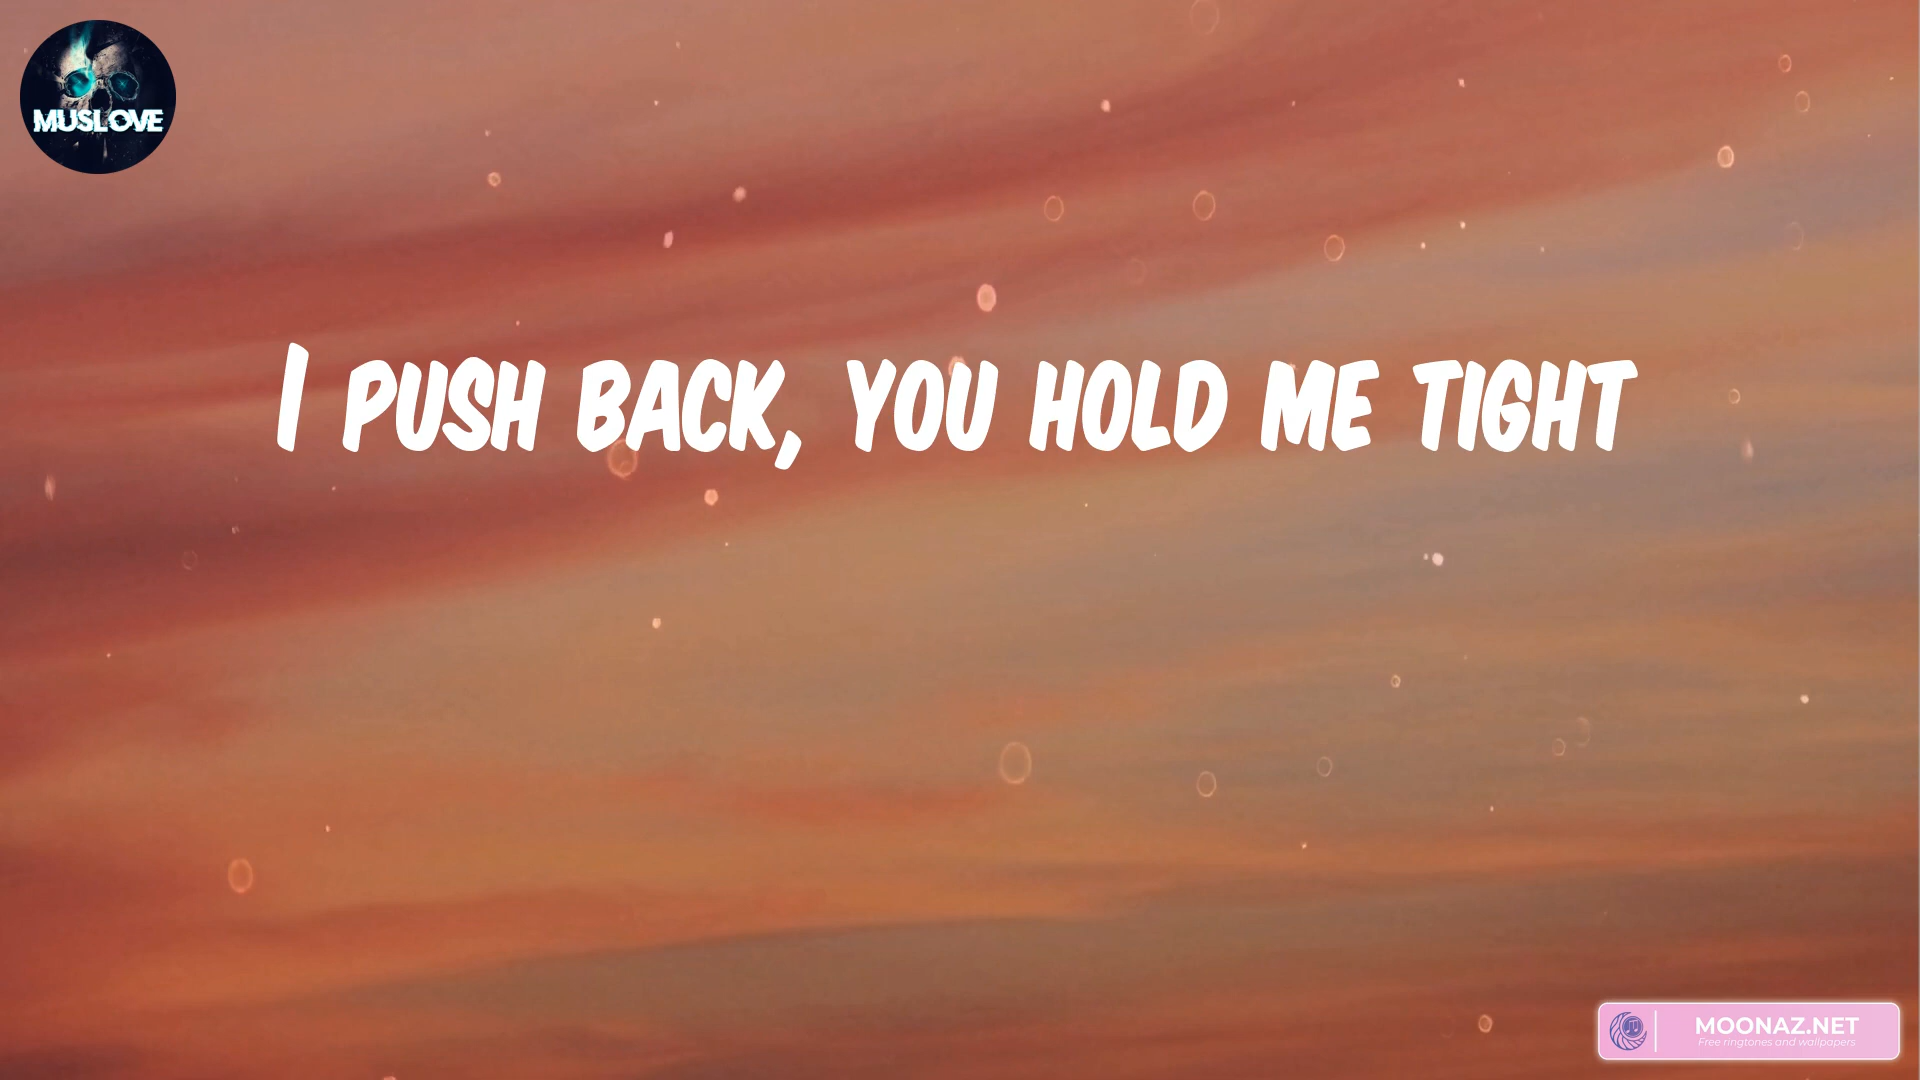 MUSLOVE
I PUSH BACK, YOU HOLD ME TIGHT
MOONAZ.NET
Free ringtones and wallpapers